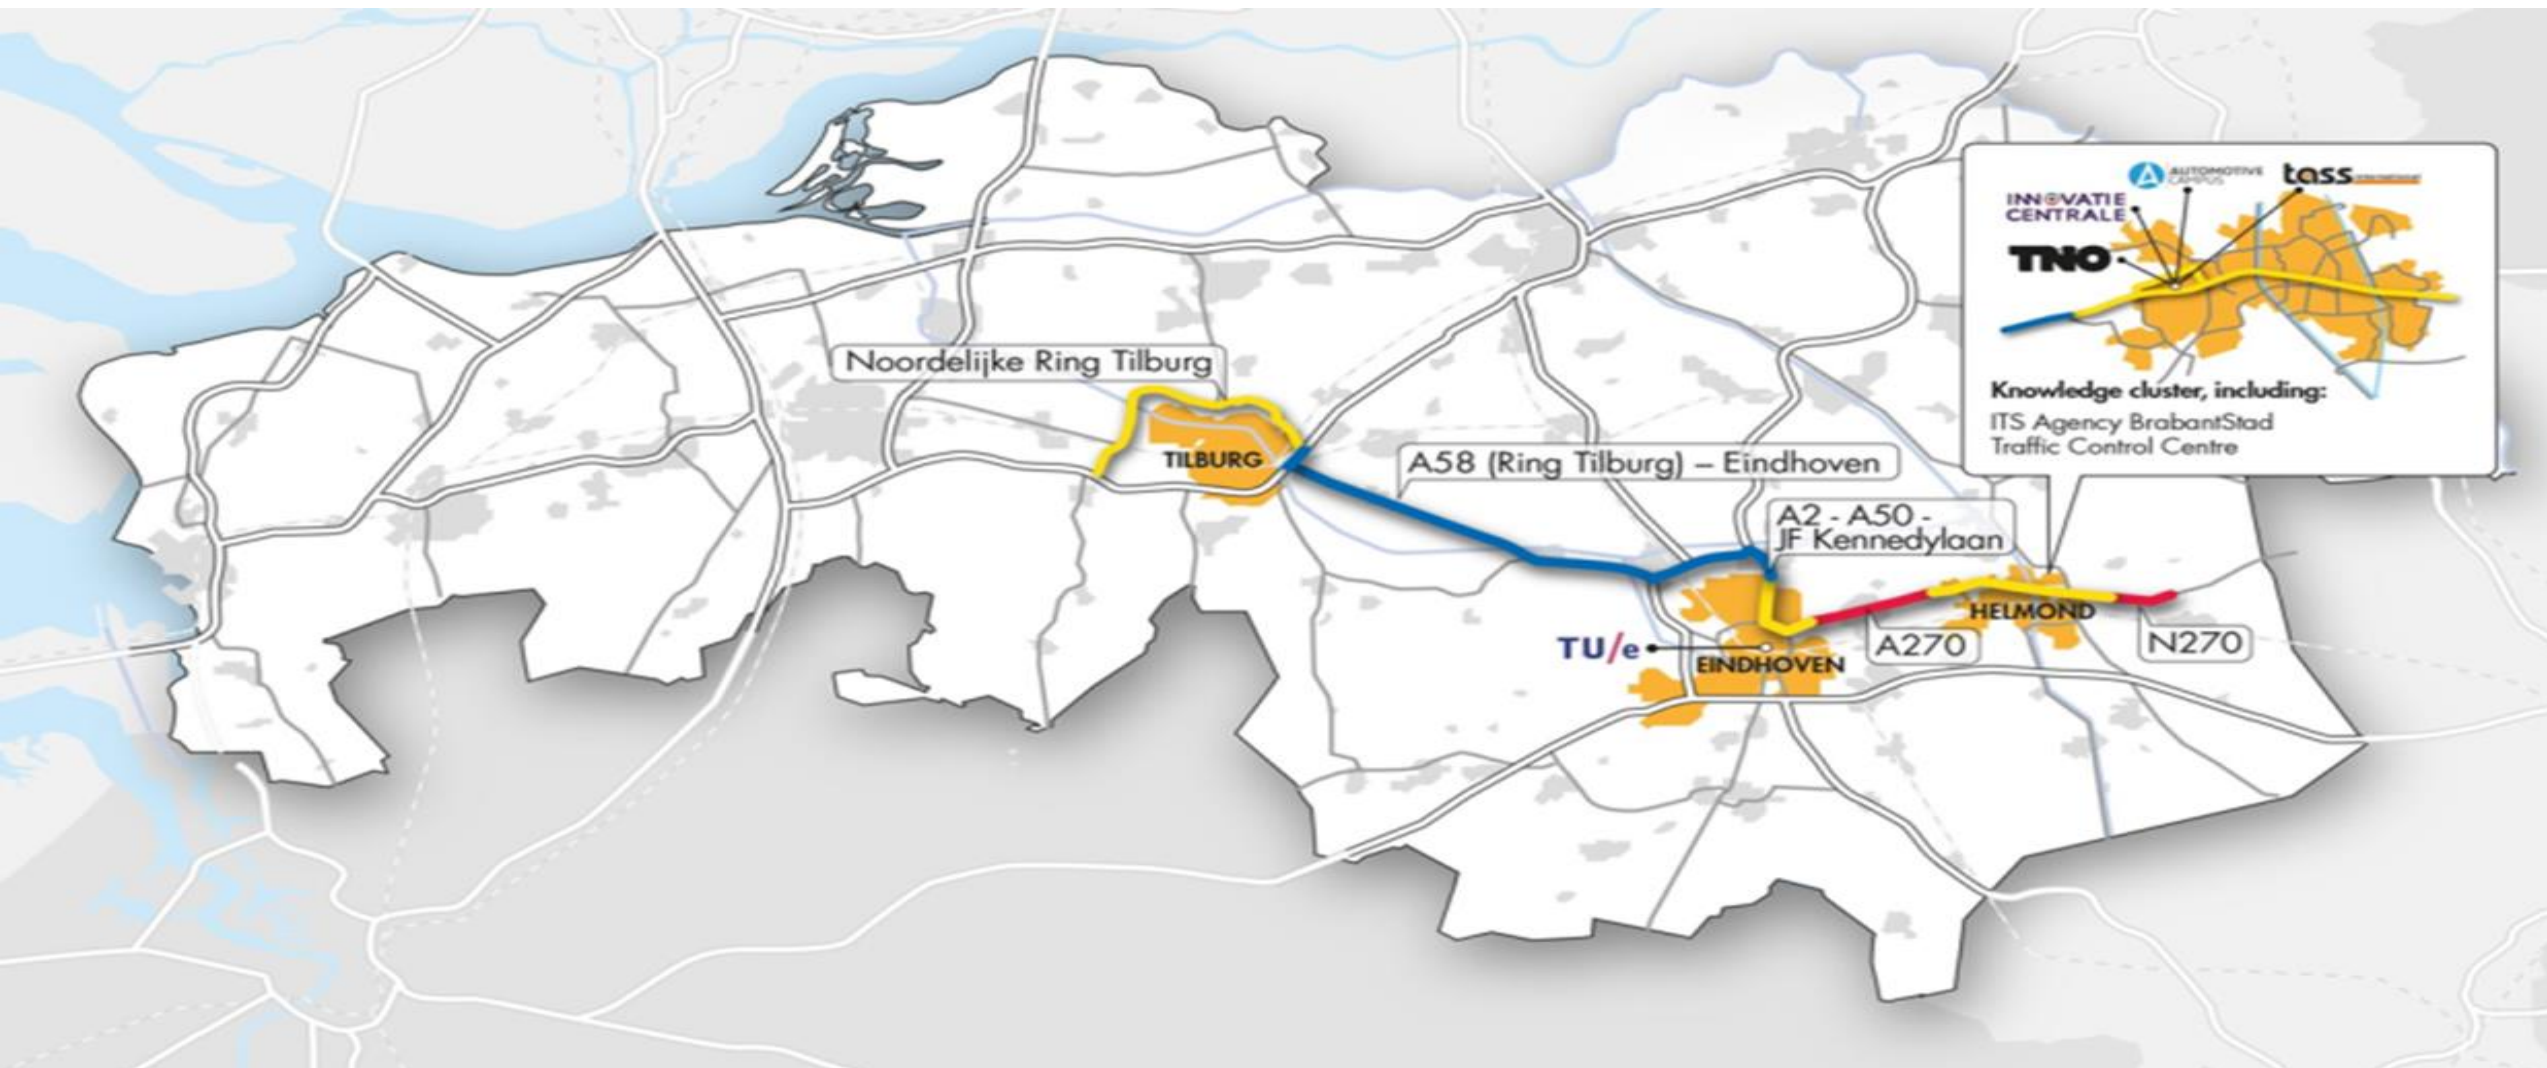 AUTOMOTIVE
CAMPUS
tass
INNOVATIE
CENTRALE
TNO
Knowledge cluster, including:
ITS Agency BrabantStad
Traffic Control Centre
Noordelijke Ring Tilburg
TILBURG
A58 (Ring Tilburg) – Eindhoven
A2 - A50 -
JF Kennedylaan
HELMOND
TU/e
EINDHOVEN
A270
N270